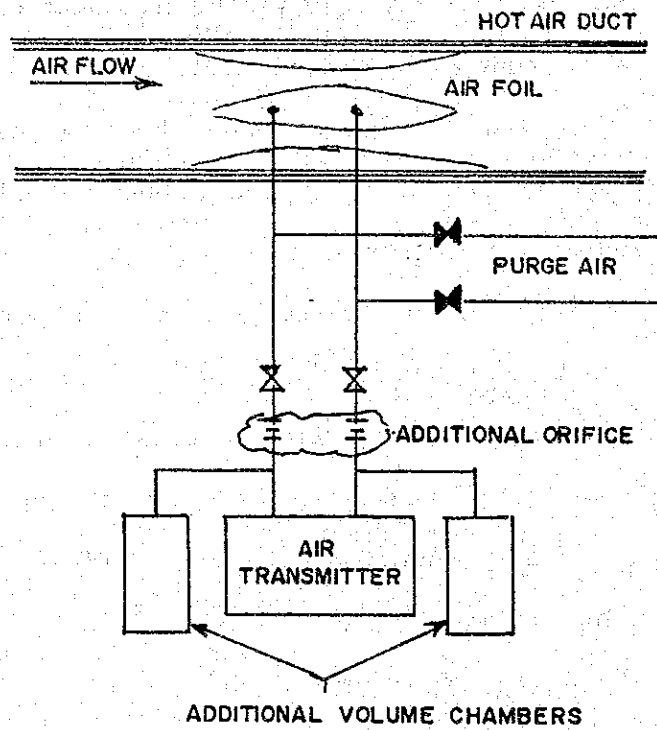 HOT AIR DUCT
AIR FLOW
AIR FOIL
PURGE AIR
ADDITIONAL ORIFICE
AIR
TRANSMITTER
ADDITIONAL VOLUME CHAMBERS